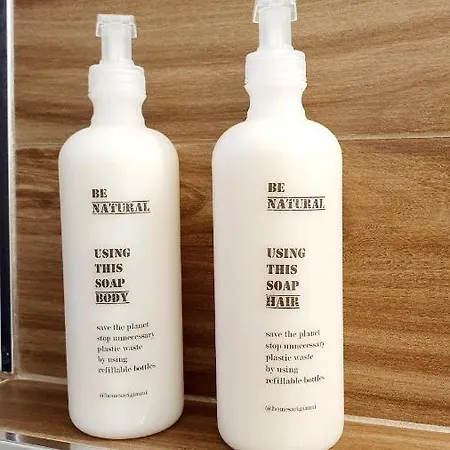 BE
NATURAL
USING
THIS
SOAP
BODY
save the planet
stop unnecessary
plastic waste
by using
refillable bottles
BE
NATURAL
USING
THIS
SOAP
HAIR
save the planet
stop unnecessary
plastic waste
by using
refillable bottles